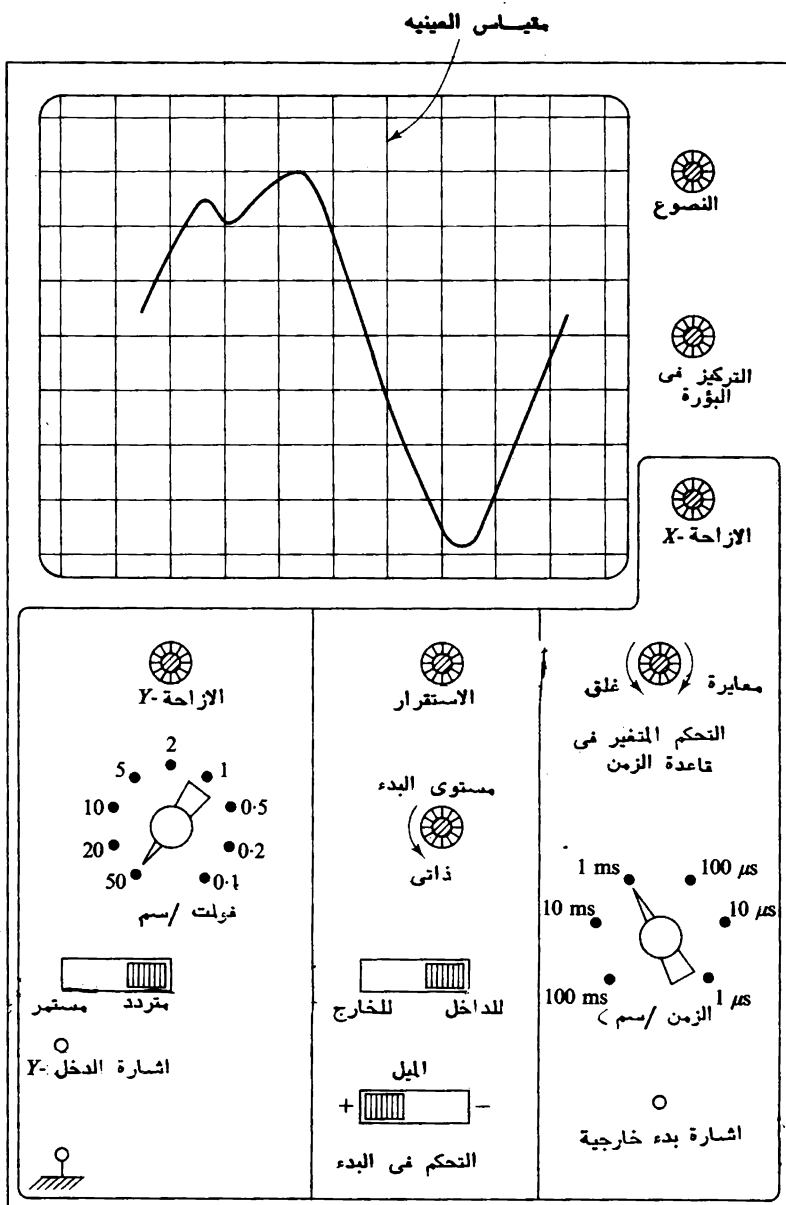 مقيـاس العينيه
النصوع
التركيز فى
البؤرة
الازاحة -X
الازاحة -Y
2
5
1
10
0·5
20
0·2
50
0·1
فولت / سم
مستمر
متردد
اشارة الدخل -Y
الاستقرار
مستوى البدء
ذاتى
للخارج
للداخل
الميل
+
−
التحكم فى البدء
معايرة
غلق
التحكم المتغير فى
قاعدة الزمن
1 ms
100 μs
10 ms
10 μs
100 ms
1 μs
الزمن / سم
اشارة بدء خارجية